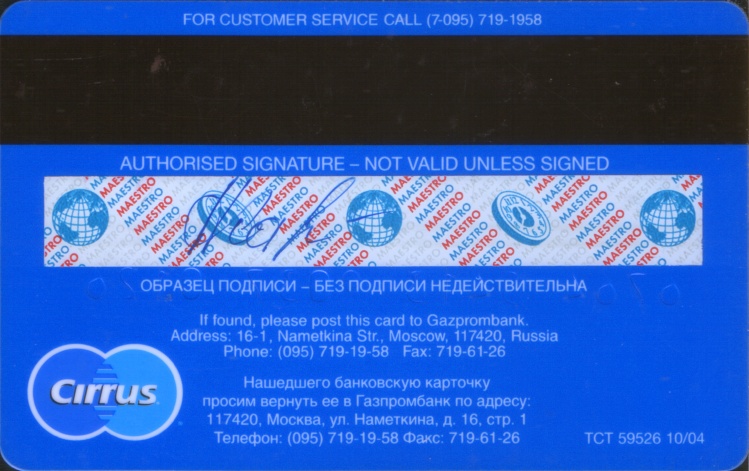 FOR CUSTOMER SERVICE CALL (7-095) 719-1958
AUTHORISED SIGNATURE – NOT VALID UNLESS SIGNED
MAESTRO
ОБРАЗЕЦ ПОДПИСИ – БЕЗ ПОДПИСИ НЕДЕЙСТВИТЕЛЬНА
If found, please post this card to Gazprombank.
Address: 16-1, Nametkina Str., Moscow, 117420, Russia
Phone: (095) 719-19-58 Fax: 719-61-26
Cirrus
Нашедшего банковскую карточку
просим вернуть ее в Газпромбанк по адресу:
117420, Москва, ул. Наметкина, д. 16, стр. 1
Телефон: (095) 719-19-58 Факс: 719-61-26
TCT 59526 10/04